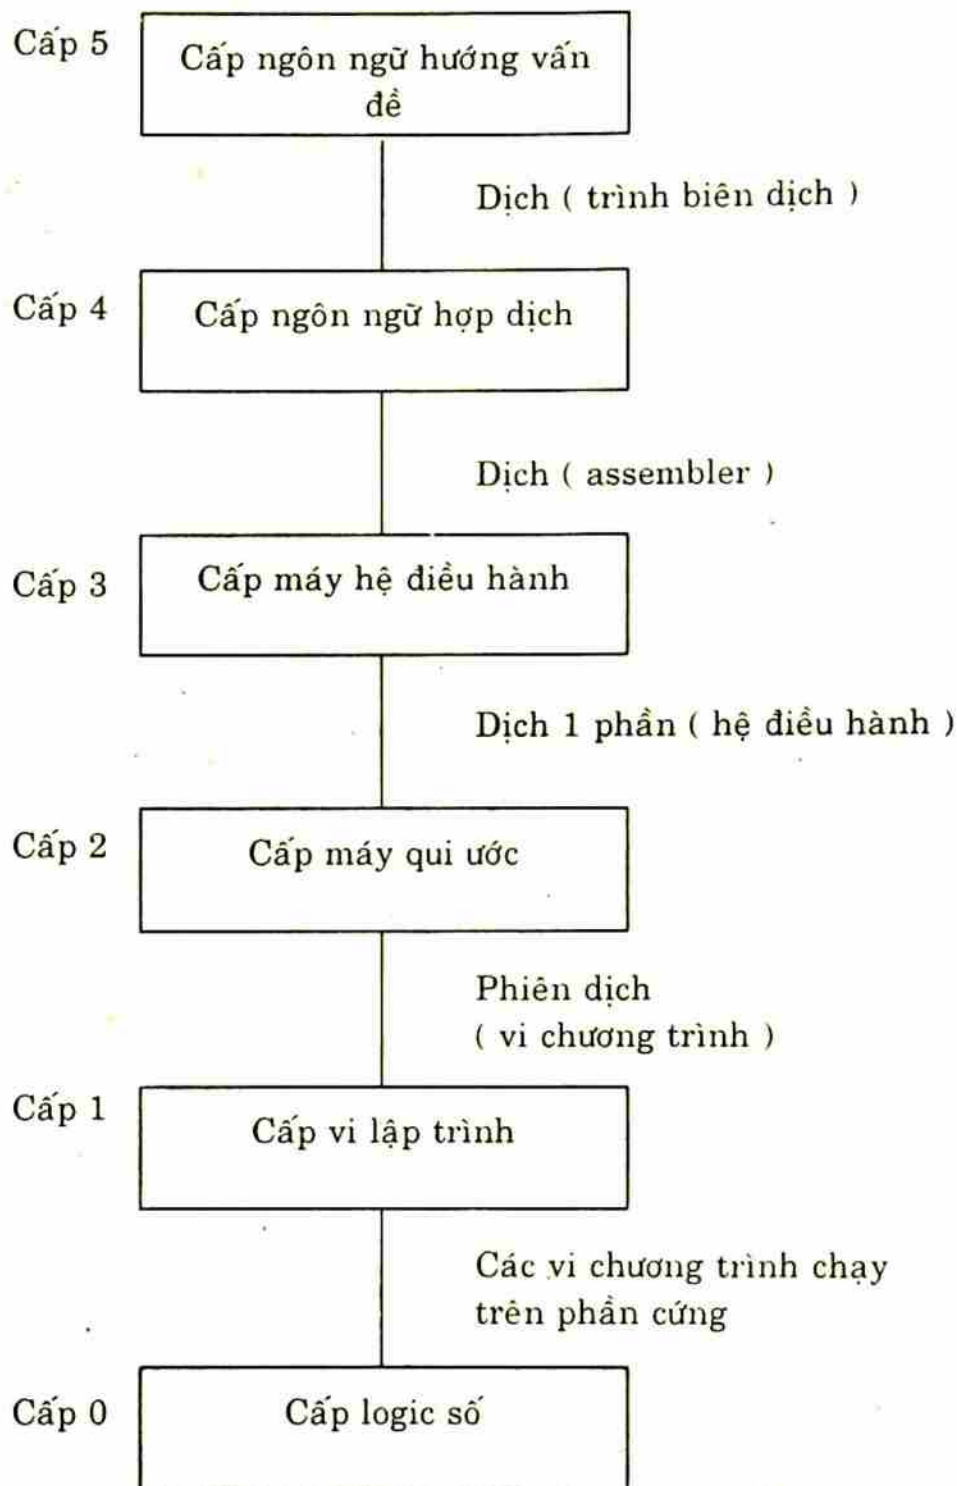 Cấp 5
Cấp ngôn ngữ hướng vấn
đề
Dịch ( trình biên dịch )
Cấp 4
Cấp ngôn ngữ hợp dịch
Dịch ( assembler )
Cấp 3
Cấp máy hệ điều hành
Dịch 1 phần ( hệ điều hành )
Cấp 2
Cấp máy qui ước
Phiên dịch
( vi chương trình )
Cấp 1
Cấp vi lập trình
Các vi chương trình chạy
trên phần cứng
Cấp 0
Cấp logic số